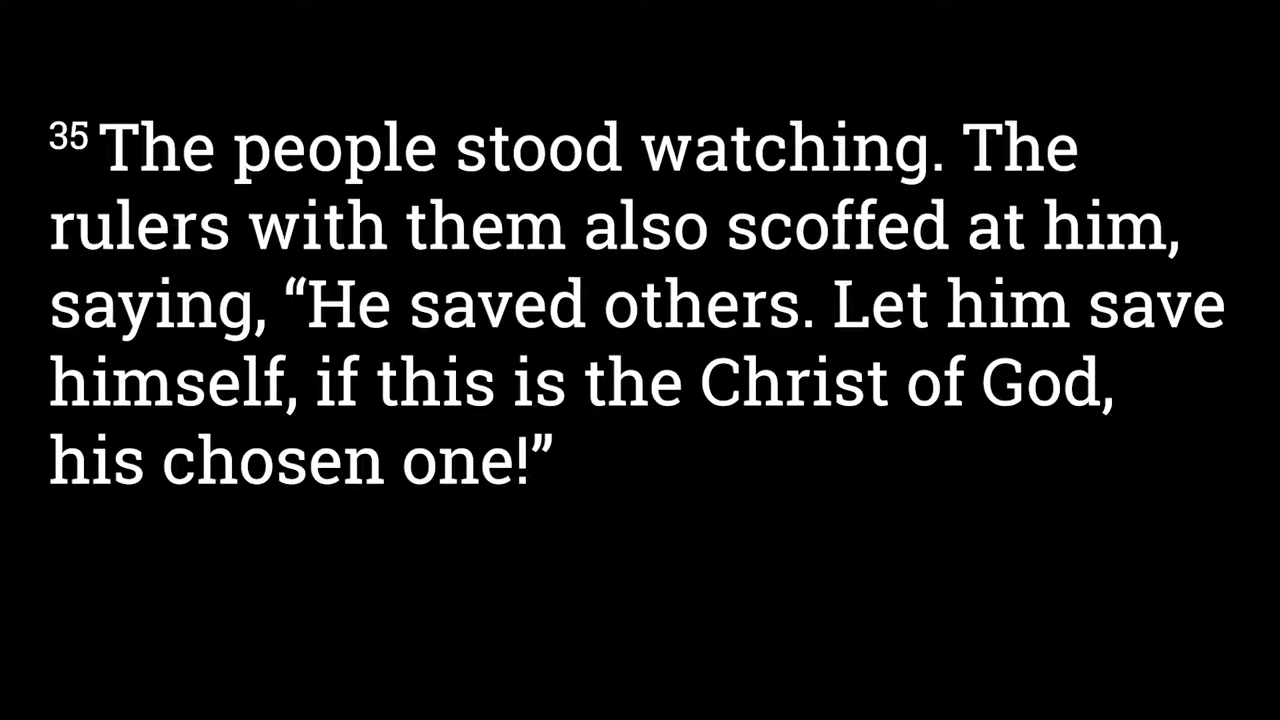 35 The people stood watching. The
rulers with them also scoffed at him,
saying, “He saved others. Let him save
himself, if this is the Christ of God,
his chosen one!”